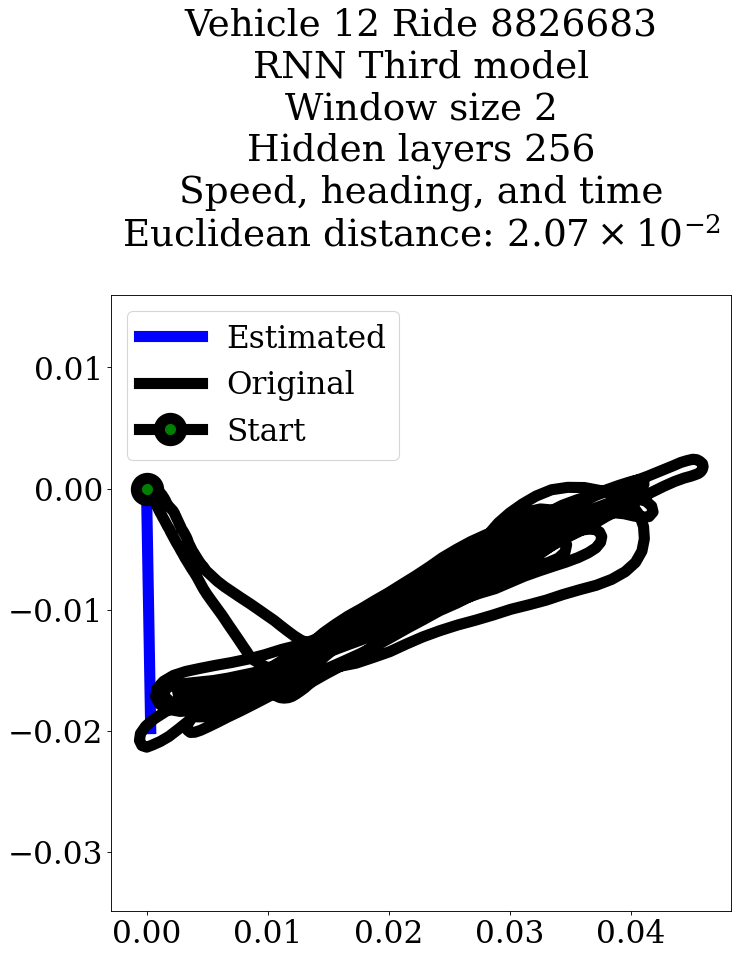 Vehicle 12 Ride 8826683
RNN Third model
Window size 2
Hidden layers 256
Speed, heading, and time
Euclidean distance: 2.07 × 10⁻²
Estimated
Original
Start
0.01
0.00
−0.01
−0.02
−0.03
0.00 0.01 0.02 0.03 0.04